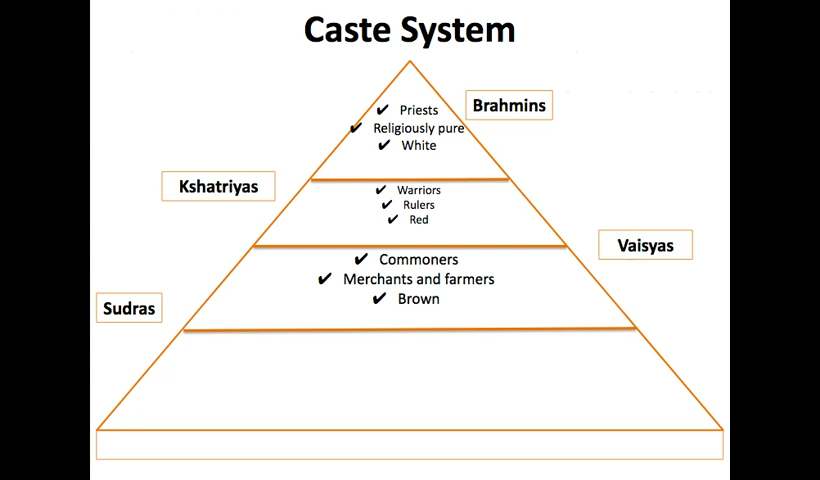 Caste System
Brahmins
✔ Priests
✔ Religiously pure
✔ White
Kshatriyas
✔ Warriors
✔ Rulers
✔ Red
Vaisyas
✔ Commoners
✔ Merchants and farmers
✔ Brown
Sudras